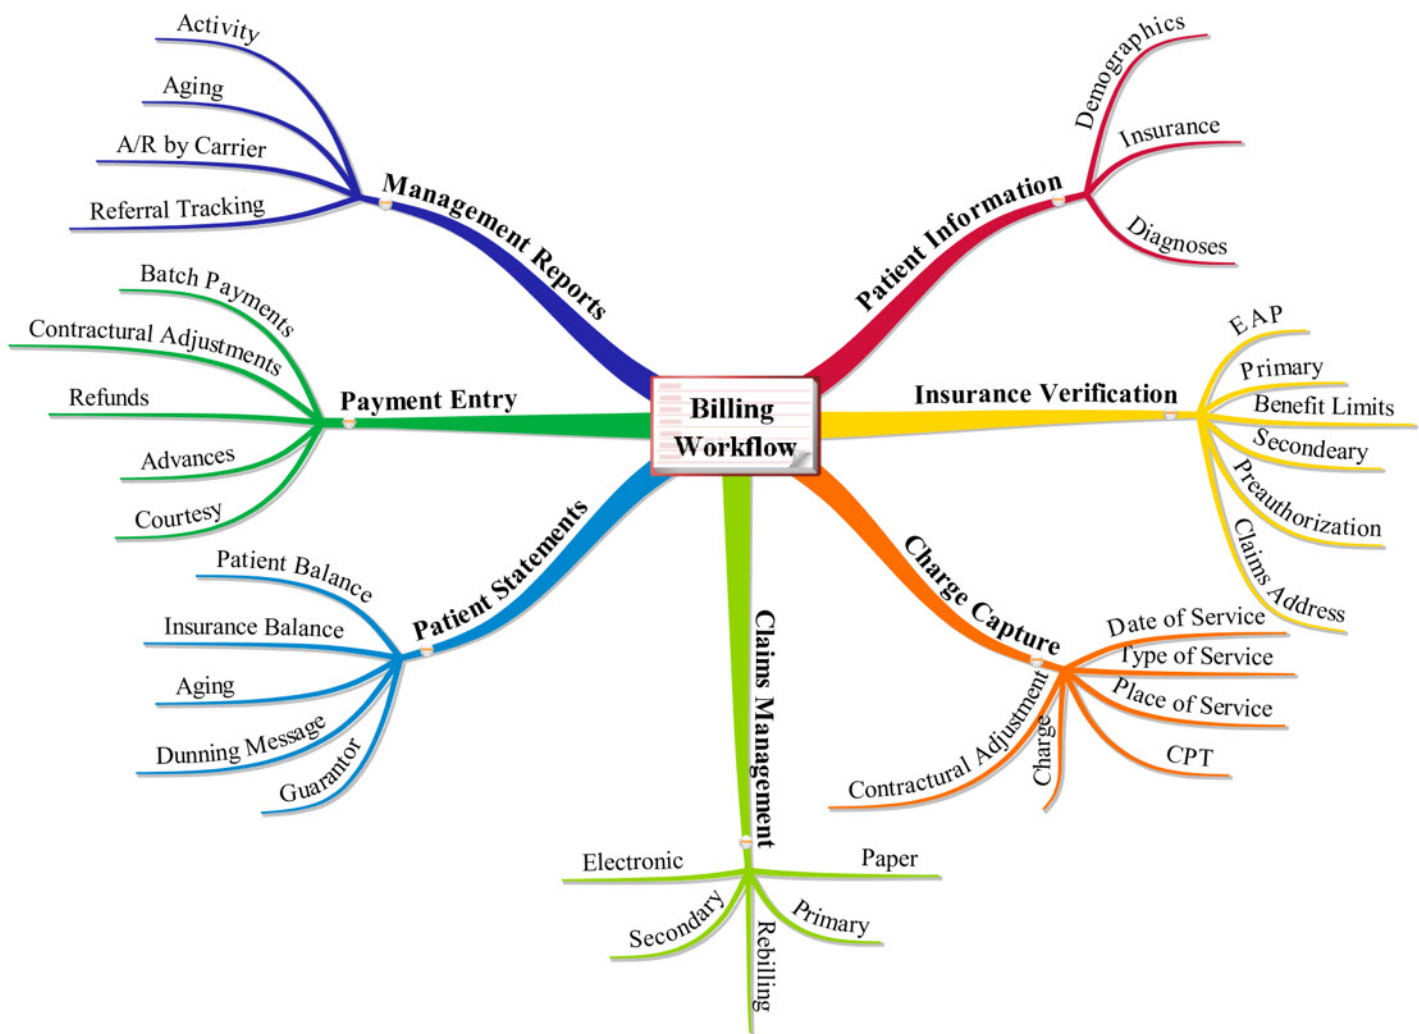 Billing
Workflow
Patient Information
Demographics
Insurance
Diagnoses
Insurance Verification
EAP
Primary
Benefit Limits
Secondeary
Preauthorization
Claims Address
Charge Capture
Date of Service
Type of Service
Place of Service
CPT
Charge
Contractural Adjustment
Claims Management
Paper
Primary
Rebilling
Secondary
Electronic
Patient Statements
Patient Balance
Insurance Balance
Aging
Dunning Message
Guarantor
Payment Entry
Batch Payments
Contractural Adjustments
Refunds
Advances
Courtesy
Management Reports
Activity
Aging
A/R by Carrier
Referral Tracking